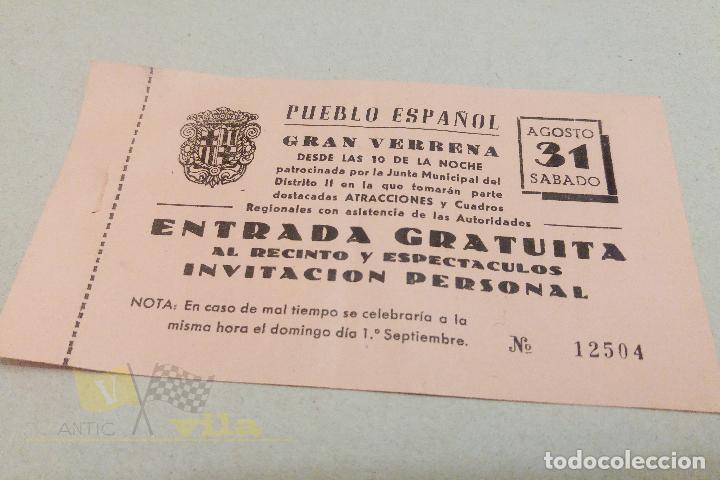 PUEBLO ESPAÑOL
GRAN VERBENA
DESDE LAS 10 DE LA NOCHE
patrocinada por la Junta Municipal del
Distrito II en la que tomarán parte
destacadas ATRACCIONES y Cuadros
Regionales con asistencia de las Autoridades
AGOSTO
31
SABADO
ENTRADA GRATUITA
AL RECINTO Y ESPECTACULOS
INVITACION PERSONAL
NOTA: En caso de mal tiempo se celebraría a la
misma hora el domingo día 1.º Septiembre.
Nº 12504
V
ANTIC
vila
todocoleccion.net